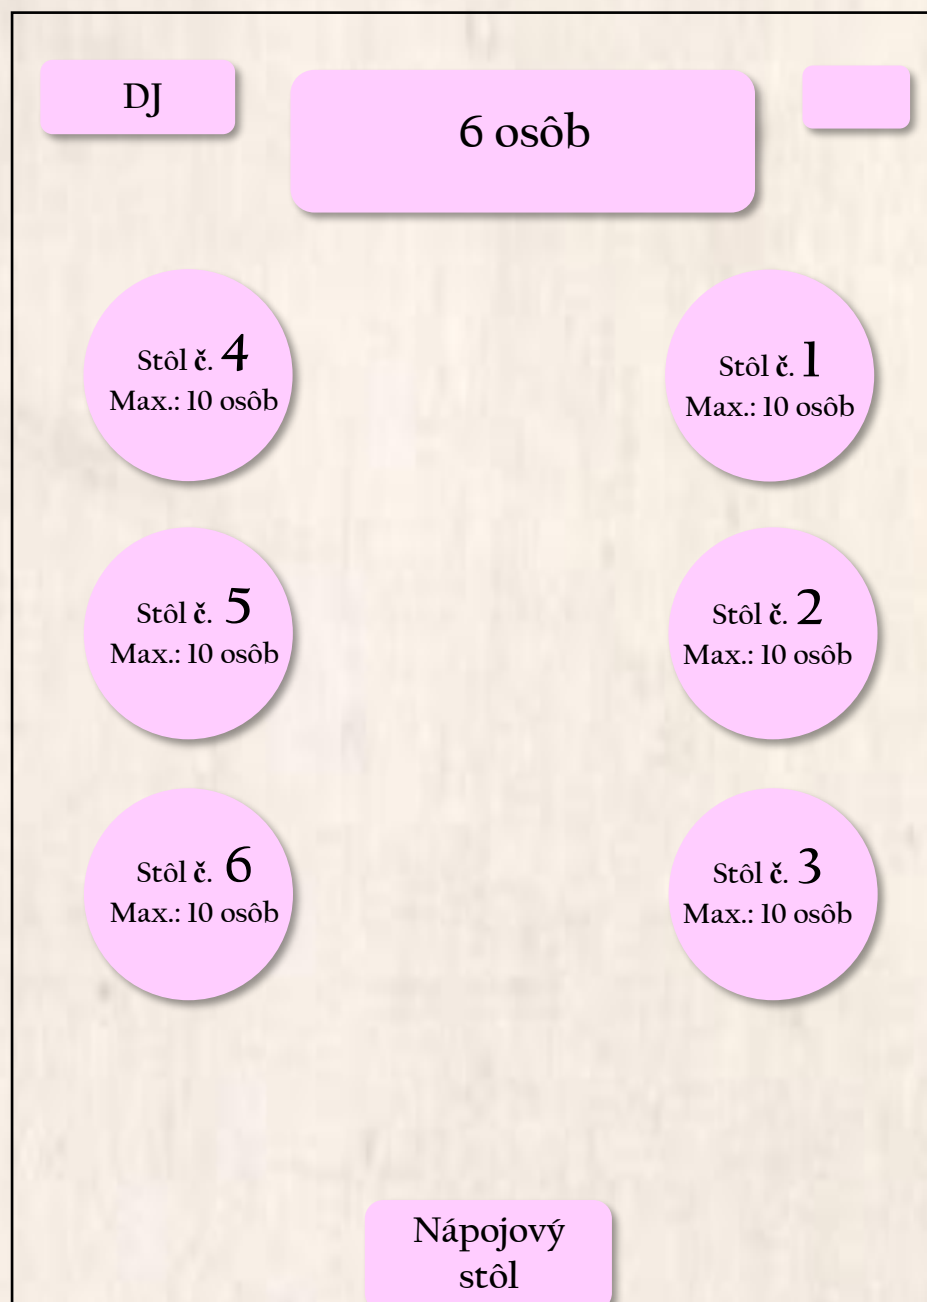 DJ
6 osôb
Stôl č. 4
Max.: 10 osôb
Stôl č. 1
Max.: 10 osôb
Stôl č. 5
Max.: 10 osôb
Stôl č. 2
Max.: 10 osôb
Stôl č. 6
Max.: 10 osôb
Stôl č. 3
Max.: 10 osôb
Nápojový
stôl